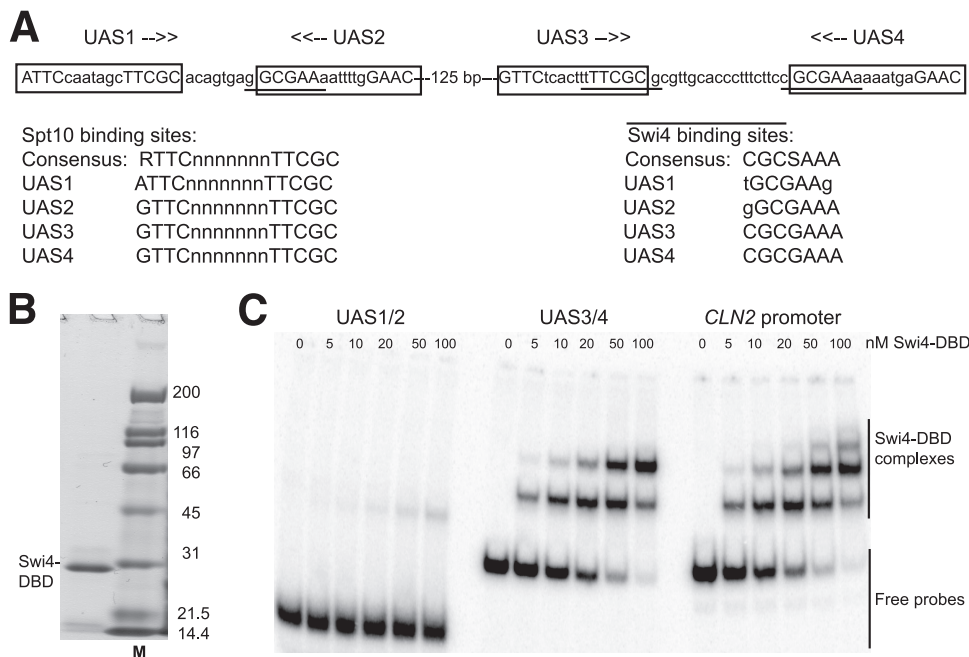 A
UAS1 -->> <<-- UAS2 UAS3 –>> <<-- UAS4
ATTCcaatagcTTCGC acagtgag GCGAAaattttgGAAC --125 bp-- GTTCtcactttTTCGC gcgttgcaccctttcttcc GCGAAAaaatgaGAAC
Spt10 binding sites:
Consensus: RTTCnnnnnnnTTCGC
UAS1 ATTCnnnnnnnTTCGC
UAS2 GTTCnnnnnnnTTCGC
UAS3 GTTCnnnnnnnTTCGC
UAS4 GTTCnnnnnnnTTCGC
Swi4 binding sites:
Consensus: CGCSAAA
UAS1 tGCGAAg
UAS2 gGCGAAA
UAS3 CGCGAAA
UAS4 CGCGAAA
B
200
116
97
66
45
31
21.5
14.4
Swi4-
DBD
M
C
UAS1/2 UAS3/4 CLN2 promoter
0 5 10 20 50 100 0 5 10 20 50 100 0 5 10 20 50 100 nM Swi4-DBD
Swi4-DBD
complexes
Free probes